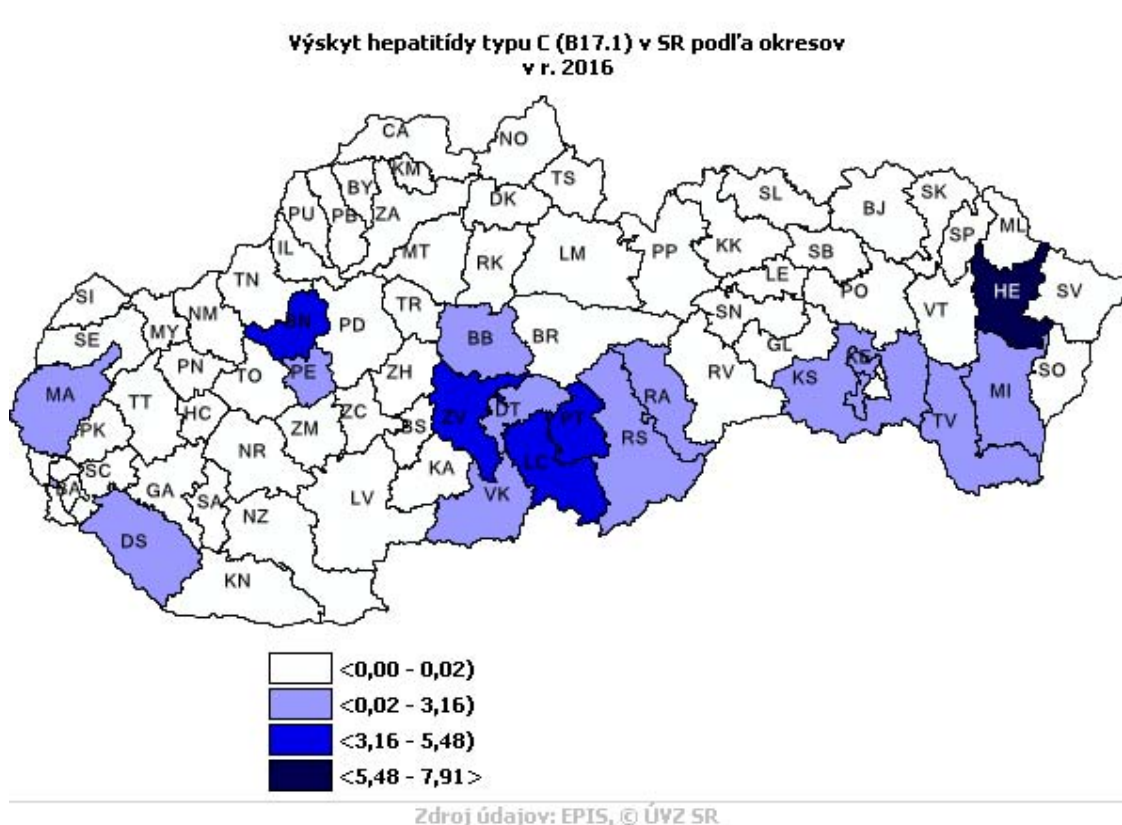 Výskyt hepatitídy typu C (B17.1) v SR podľa okresov
v r. 2016
CA
NO
KM
TS
BY
DK
SL
SK
PU
PB
ZA
BJ
ML
SP
IL
MT
RK
LM
PP
KK
SB
TN
LE
PO
HE
SV
SI
NM
BN
PD
TR
SN
VT
SE
MY
BB
BR
GL
PN
PE
ZH
RV
KS
KE
MI
SO
MA
TO
TT
HC
ZC
ZV
DT
PT
RA
PK
ZM
BS
RS
TV
SC
NR
KA
LC
BA
GA
SA
LV
VK
NZ
DS
KN
<0,00 - 0,02)
<0,02 - 3,16)
<3,16 - 5,48)
<5,48 - 7,91>
Zdroj údajov: EPIS, © ÚVZ SR